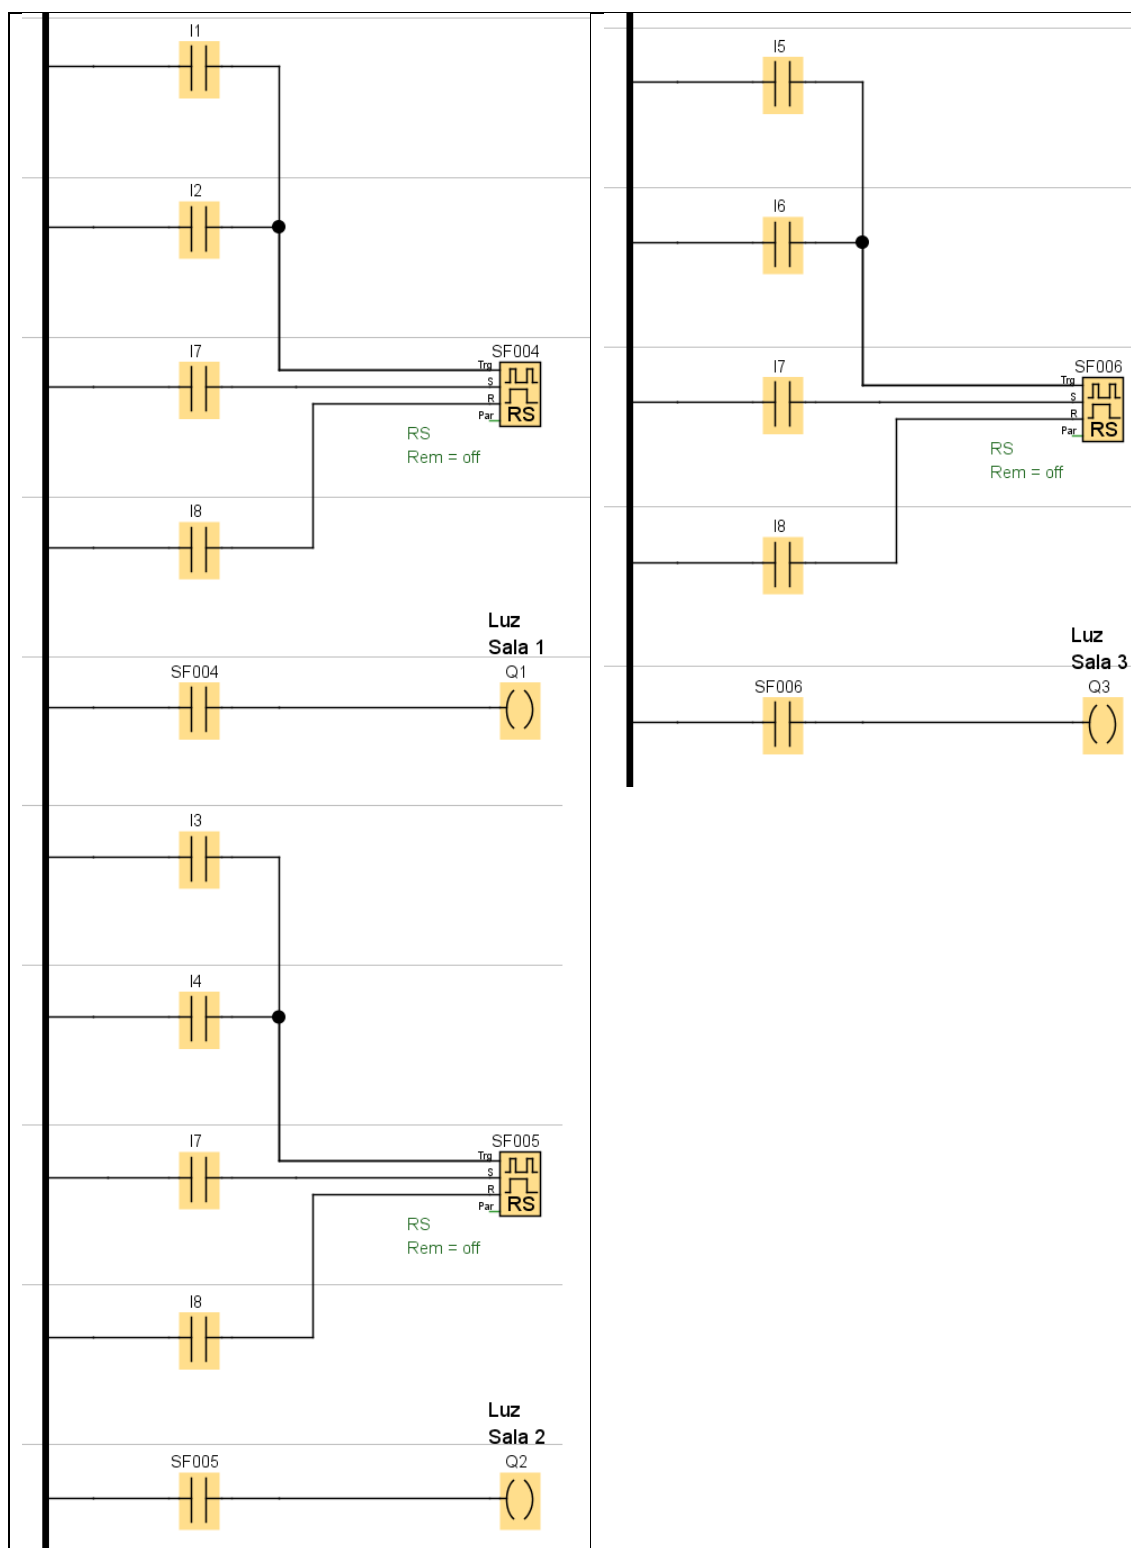 I1
I2
I7
SF004
Trg
S
R
Par
RS
RS
Rem = off
I8
Luz
Sala 1
SF004
Q1
I3
I4
I7
SF005
Trg
S
R
Par
RS
RS
Rem = off
I8
Luz
Sala 2
SF005
Q2
I5
I6
I7
SF006
Trg
S
R
Par
RS
RS
Rem = off
I8
Luz
Sala 3
SF006
Q3